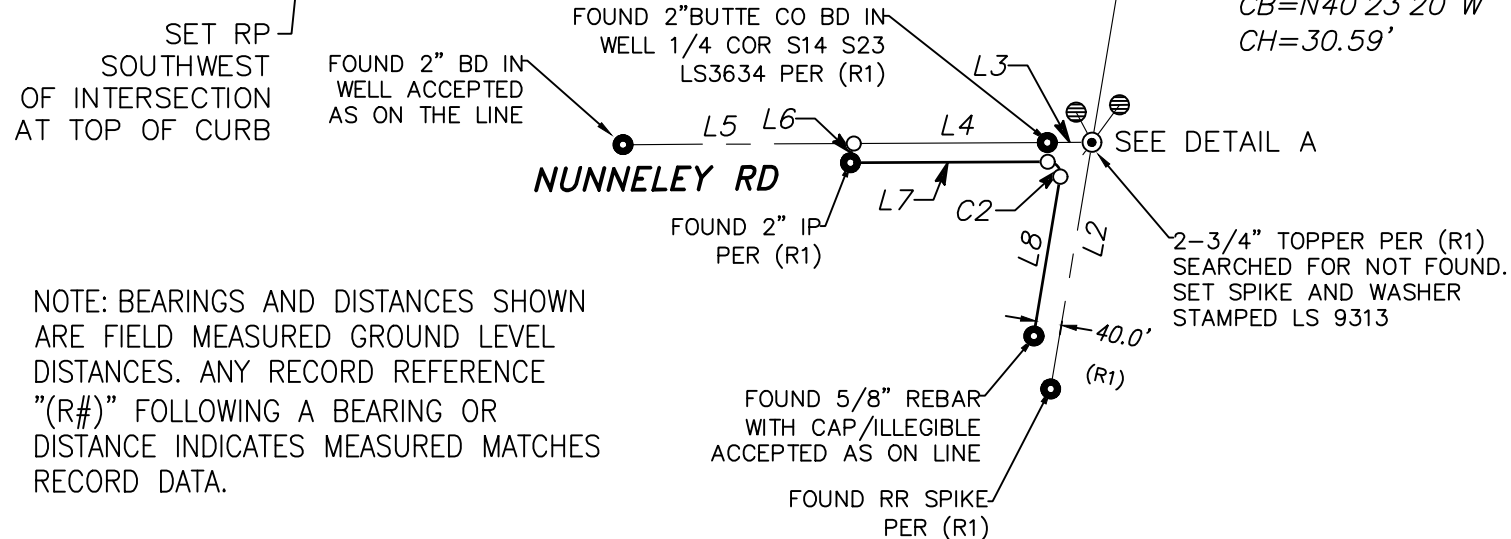 SET RP
SOUTHWEST
OF INTERSECTION
AT TOP OF CURB
FOUND 2" BD IN
WELL ACCEPTED
AS ON THE LINE
FOUND 2"BUTTE CO BD IN
WELL 1/4 COR S14 S23
LS3634 PER (R1)
CB=N40°23'20"W
CH=30.59'
L3
L5
L6
L4
SEE DETAIL A
NUNNELEY RD
L7
C2
L8
L2
FOUND 2" IP
PER (R1)
2-3/4" TOPPER PER (R1)
SEARCHED FOR NOT FOUND.
SET SPIKE AND WASHER
STAMPED LS 9313
40.0'
(R1)
NOTE: BEARINGS AND DISTANCES SHOWN
ARE FIELD MEASURED GROUND LEVEL
DISTANCES. ANY RECORD REFERENCE
"(R#)" FOLLOWING A BEARING OR
DISTANCE INDICATES MEASURED MATCHES
RECORD DATA.
FOUND 5/8" REBAR
WITH CAP/ILLEGIBLE
ACCEPTED AS ON LINE
FOUND RR SPIKE
PER (R1)